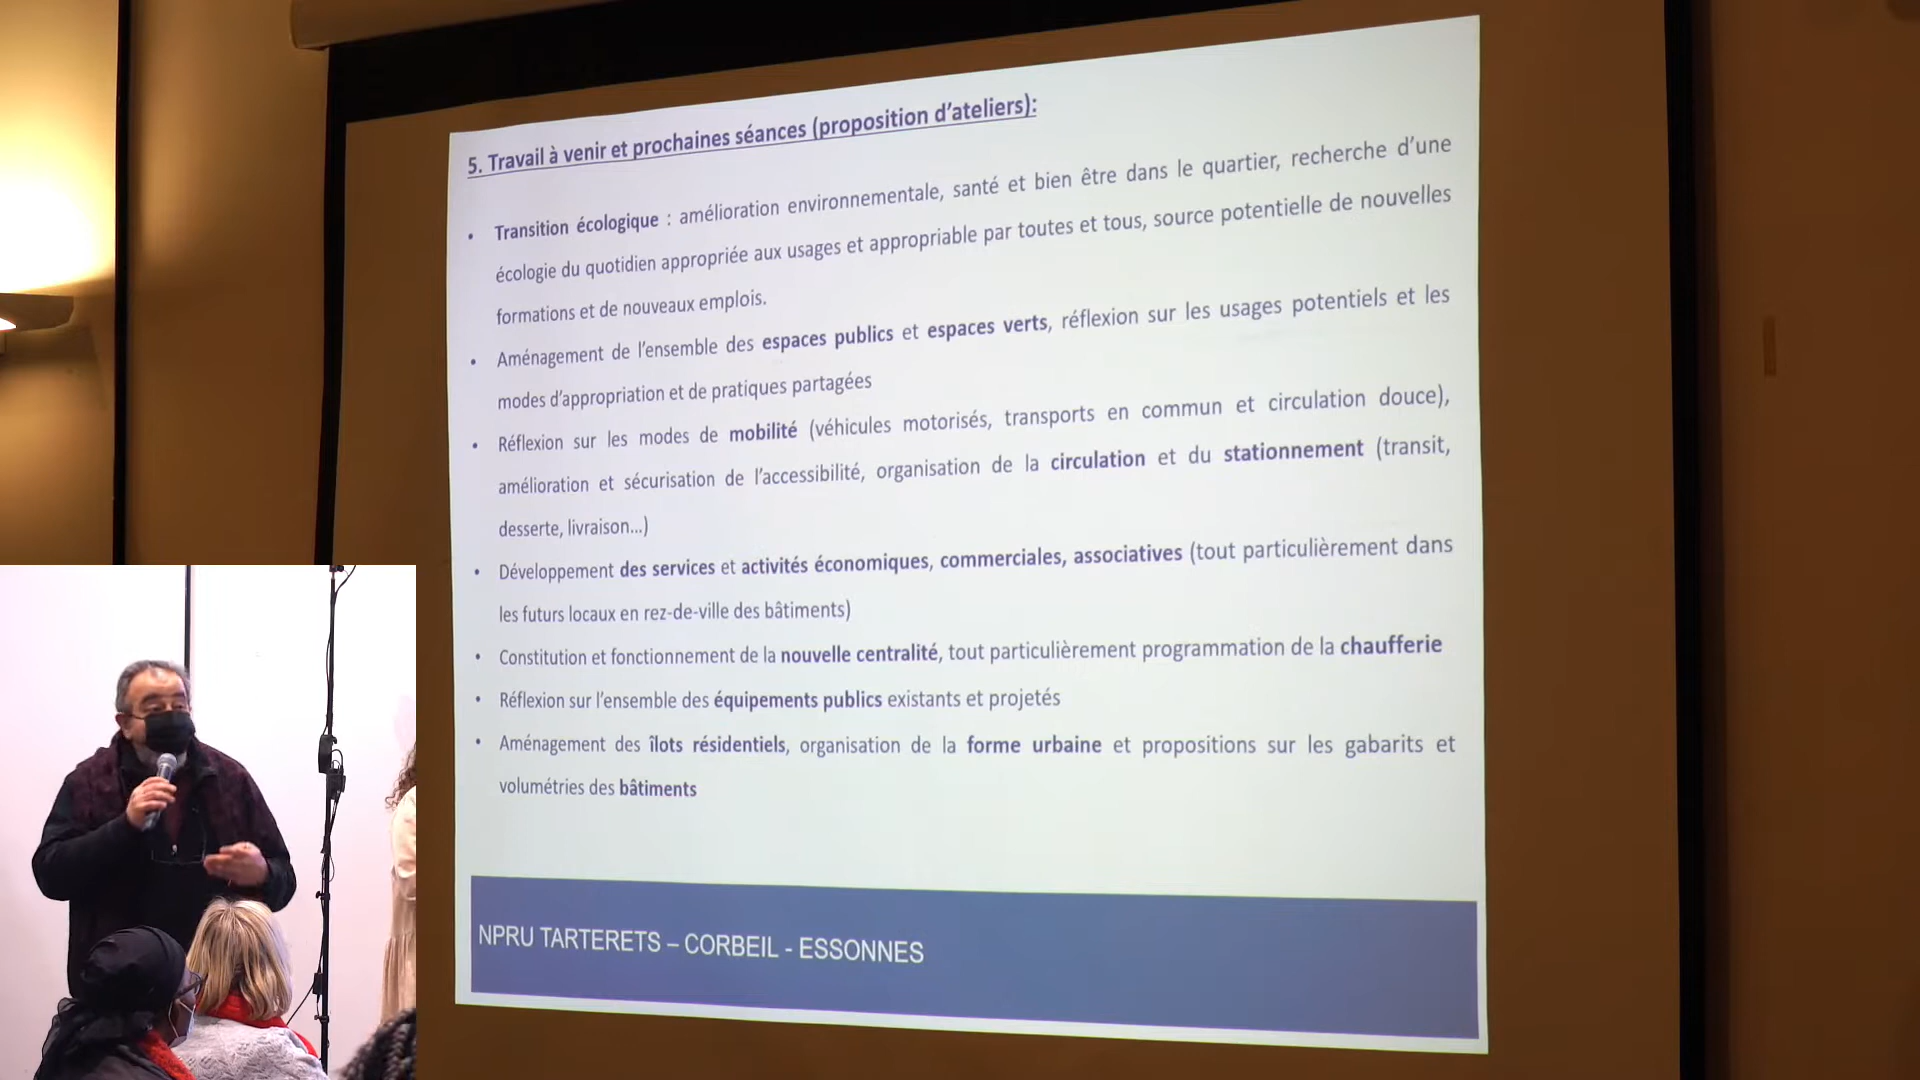 5. Travail à venir et prochaines séances (proposition d'ateliers):
• Transition écologique : amélioration environnementale, santé et bien être dans le quartier, recherche d'une
écologie du quotidien appropriée aux usages et appropriable par toutes et tous, source potentielle de nouvelles
formations et de nouveaux emplois.
• Aménagement de l'ensemble des espaces publics et espaces verts, réflexion sur les usages potentiels et les
modes d'appropriation et de pratiques partagées
• Réflexion sur les modes de mobilité (véhicules motorisés, transports en commun et circulation douce),
amélioration et sécurisation de l'accessibilité, organisation de la circulation et du stationnement (transit,
desserte, livraison...)
• Développement des services et activités économiques, commerciales, associatives (tout particulièrement dans
les futurs locaux en rez-de-ville des bâtiments)
• Constitution et fonctionnement de la nouvelle centralité, tout particulièrement programmation de la chaufferie
• Réflexion sur l'ensemble des équipements publics existants et projetés
• Aménagement des îlots résidentiels, organisation de la forme urbaine et propositions sur les gabarits et
volumétries des bâtiments
NPRU TARTERETS – CORBEIL - ESSONNES